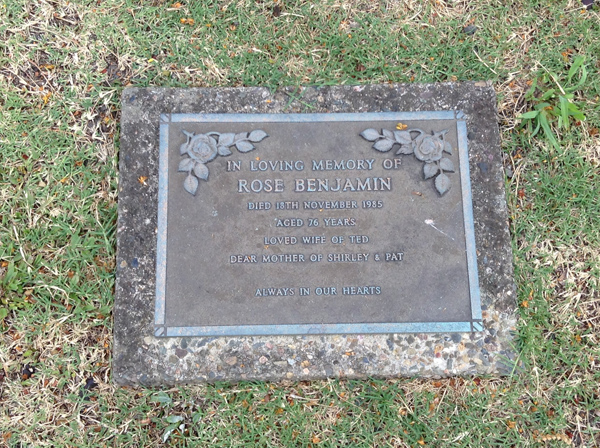 IN LOVING MEMORY OF
ROSE BENJAMIN
DIED 18TH NOVEMBER 1985
AGED 76 YEARS
LOVED WIFE OF TED
DEAR MOTHER OF SHIRLEY & PAT
ALWAYS IN OUR HEARTS